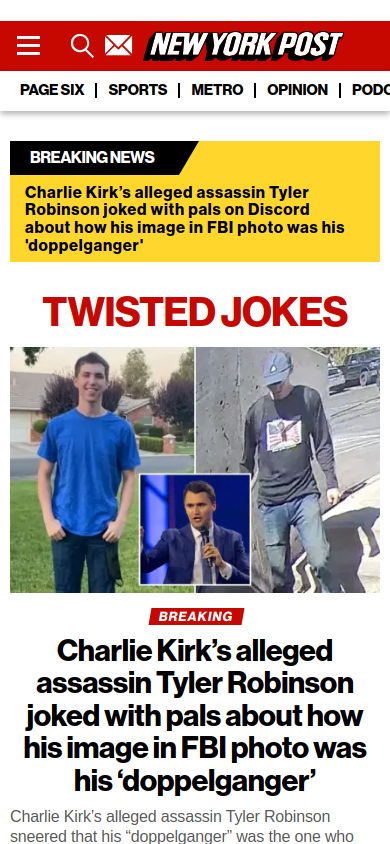 NEW YORK POST
PAGE SIX | SPORTS | METRO | OPINION | PODC
BREAKING NEWS
Charlie Kirk’s alleged assassin Tyler
Robinson joked with pals on Discord
about how his image in FBI photo was his
'doppelganger'
TWISTED JOKES
BREAKING
Charlie Kirk’s alleged
assassin Tyler Robinson
joked with pals about how
his image in FBI photo was
his ‘doppelganger’
Charlie Kirk’s alleged assassin Tyler Robinson
sneered that his “doppelganger” was the one who